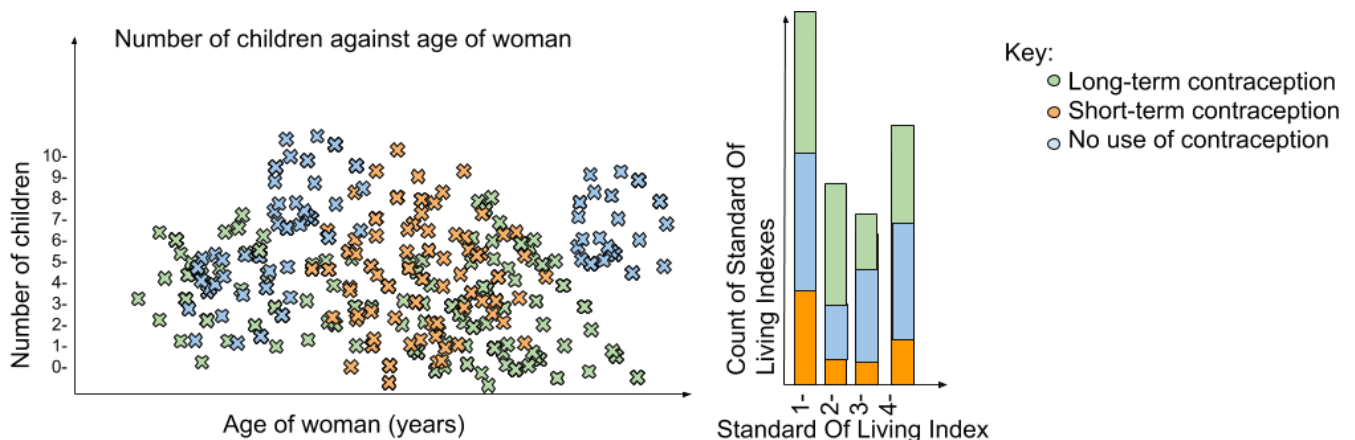 Number of children against age of woman
Number of children
10-
9-
8-
7-
6-
5-
4-
3-
2-
1-
0-
Age of woman (years)
Count of Standard Of
Living Indexes
1-
2-
3-
4-
Standard Of Living Index
Key:
Long-term contraception
Short-term contraception
No use of contraception